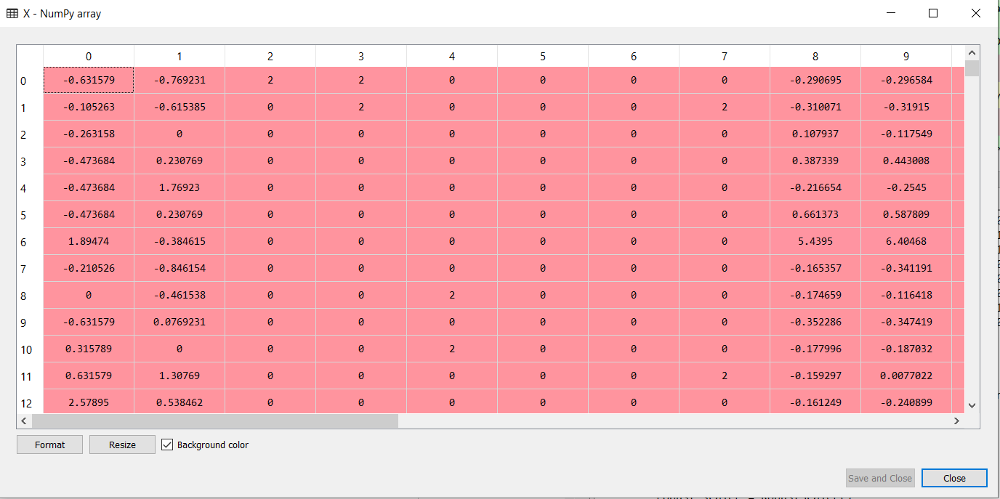 X - NumPy array
0 1 2 3 4 5 6 7 8 9
0 -0.631579 -0.769231 2 2 0 0 0 0 -0.290695 -0.296584
1 -0.105263 -0.615385 0 2 0 0 0 2 -0.310071 -0.31915
2 -0.263158 0 0 0 0 0 0 0 0.107937 -0.117549
3 -0.473684 0.230769 0 0 0 0 0 0 0.387339 0.443008
4 -0.473684 1.76923 0 0 0 0 0 0 -0.216654 -0.2545
5 -0.473684 0.230769 0 0 0 0 0 0 0.661373 0.587809
6 1.89474 -0.384615 0 0 0 0 0 0 5.4395 6.40468
7 -0.210526 -0.846154 0 0 0 0 0 0 -0.165357 -0.341191
8 0 -0.461538 0 0 2 0 0 0 -0.174659 -0.116418
9 -0.631579 0.0769231 0 0 0 0 0 0 -0.352286 -0.347419
10 0.315789 0 0 0 2 0 0 0 -0.177996 -0.187032
11 0.631579 1.30769 0 0 0 0 0 2 -0.159297 0.0077022
12 2.57895 0.538462 0 0 0 0 0 0 -0.161249 -0.240899
Format Resize Background color
Save and Close Close